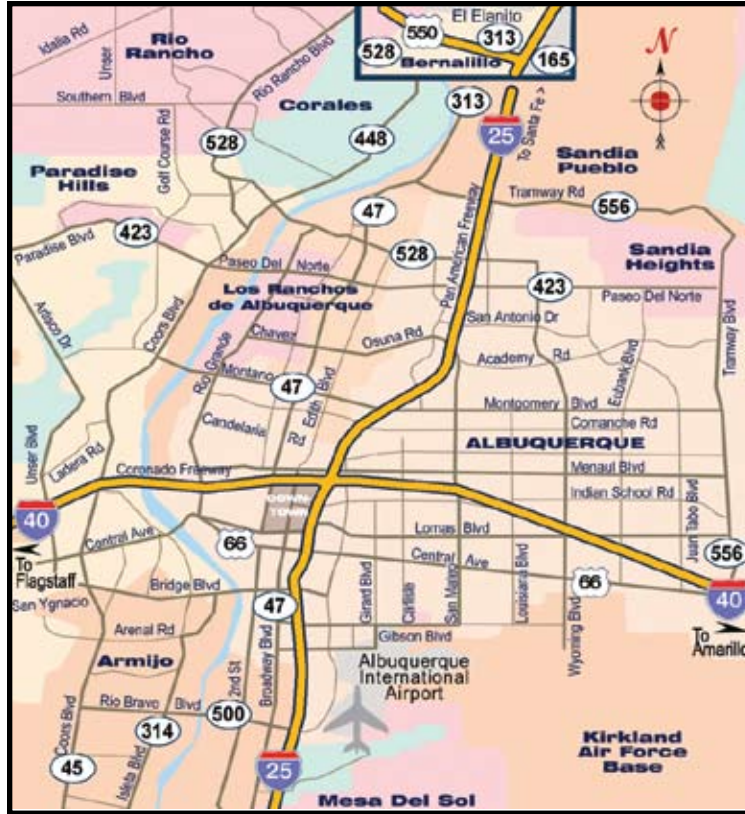 El Elanito
550
313
528
Bernalillo
165
Rio
Rancho
Idalia Rd
Unser
Rio Rancho Blvd
Southern Blvd
Corales
313
N
25
To Santa Fe >
528
448
Golf Course Rd
Paradise
Hills
Sandia
Pueblo
Tramway Rd
556
47
423
Paradise Blvd
528
Pan American Freeway
Sandia
Heights
Paseo Del Norte
423
Paseo Del Norte
Los Ranchos
de Albuquerque
Coors Blvd
San Antonio Dr
Tramway Blvd
Chavez
Osuna Rd
Academy Rd
Eubank Blvd
Rio Grande
Montano
47
Edith Blvd
Montgomery Blvd
Candelaria Rd
Comanche Rd
ALBUQUERQUE
Unser Blvd
Ladera Rd
Coronado Freeway
Menaul Blvd
Indian School Rd
Juan Tabo Blvd
40
DOWN-
TOWN
Lomas Blvd
Central Ave
66
Central Ave
556
To
Flagstaff
Bridge Blvd
66
40
San Ygnacio
47
Girard Blvd
Carlisle
San Mateo
Louisiana Blvd
Wyoming Blvd
To
Amarillo
Arenal Rd
Gibson Blvd
Armijo
Albuquerque
International
Airport
2nd St
Broadway Blvd
Rio Bravo Blvd
500
314
Coors Blvd
Isleta Blvd
45
25
Kirkland
Air Force
Base
Mesa Del Sol